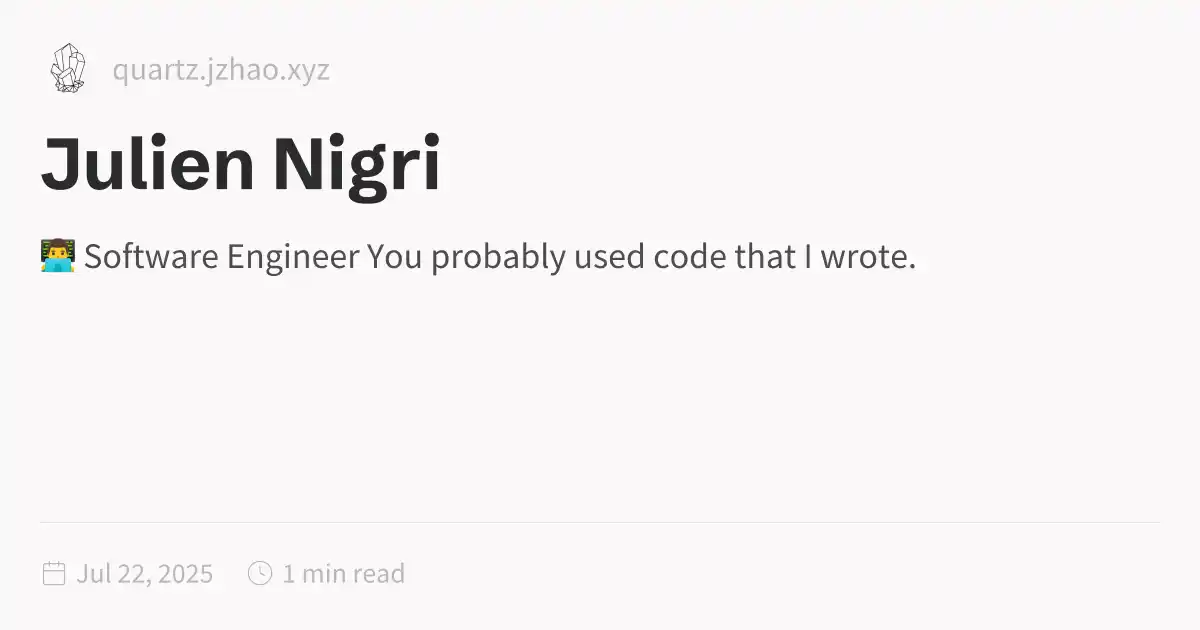 quartz.jzhao.xyz
Julien Nigri
👨‍💻 Software Engineer You probably used code that I wrote.
Jul 22, 2025 1 min read